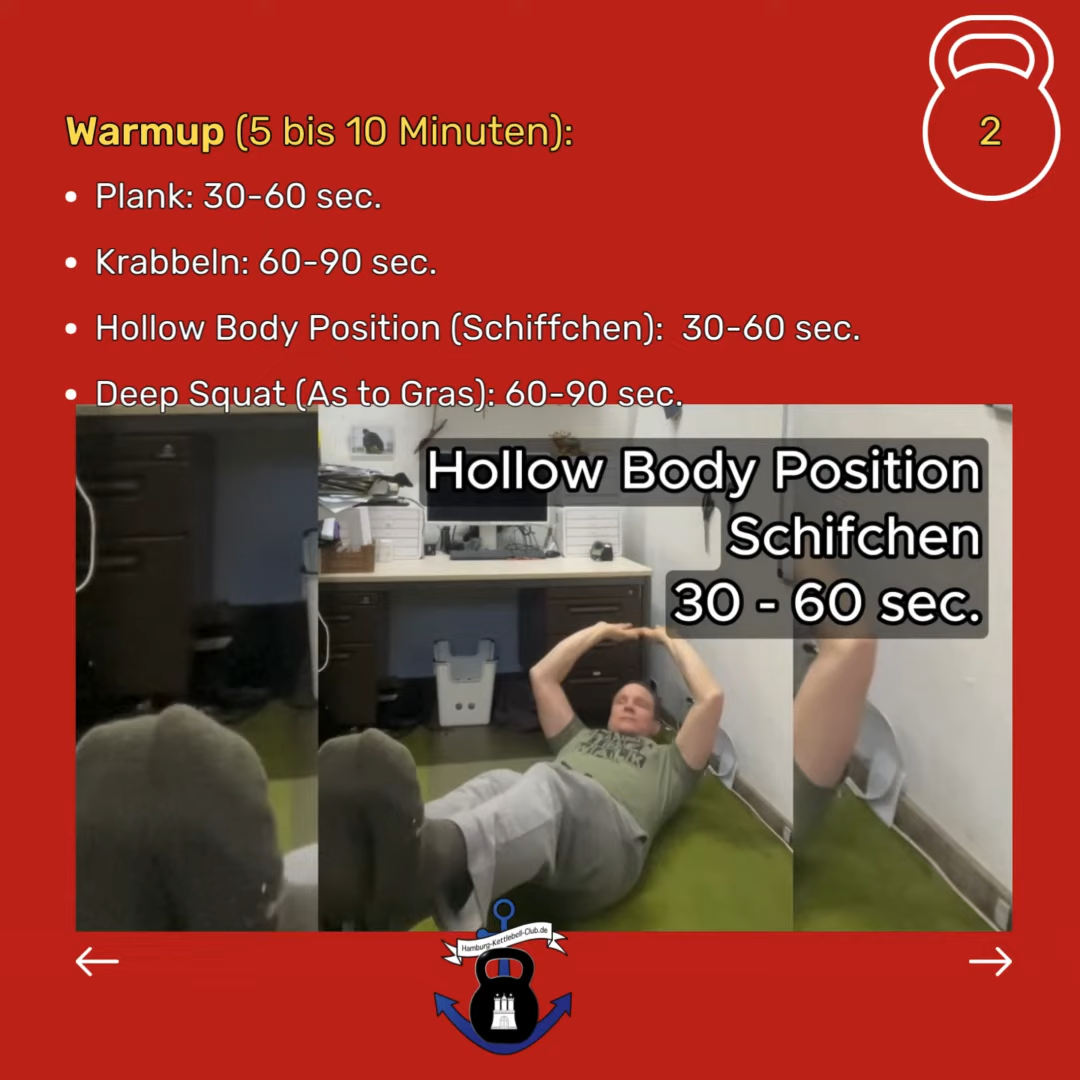 2
Warmup (5 bis 10 Minuten):
Plank: 30-60 sec.
Krabbeln: 60-90 sec.
Hollow Body Position (Schiffchen): 30-60 sec.
Deep Squat (As to Gras): 60-90 sec.
Hollow Body Position
Schifchen
30 - 60 sec.
Hamburg-Kettlebell-Club.de